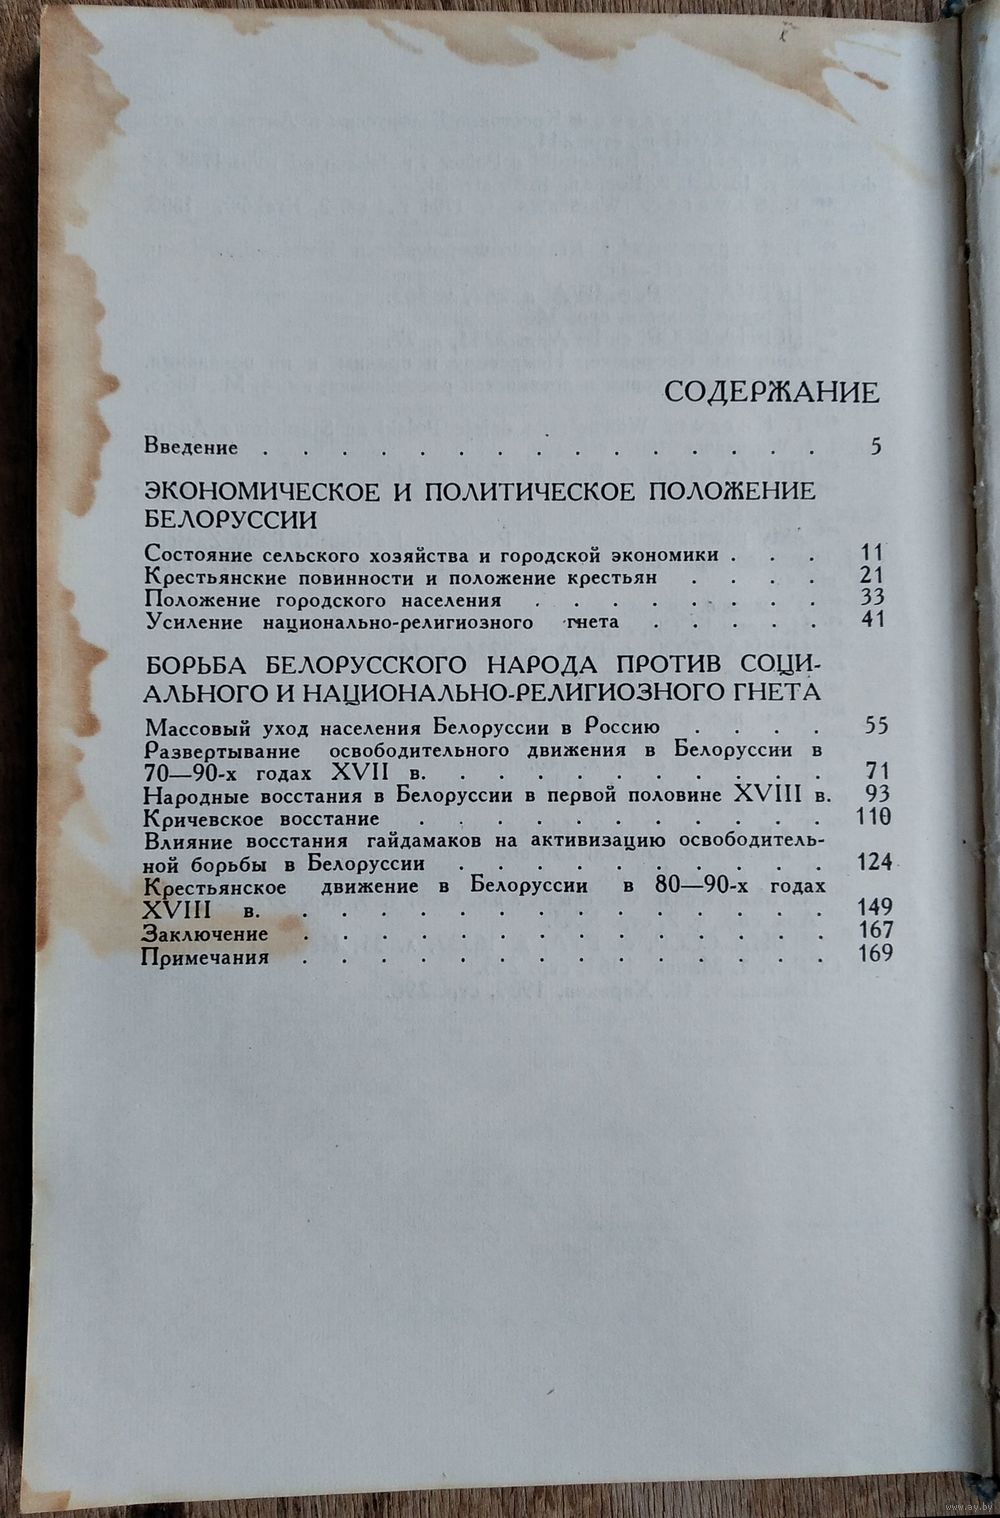 СОДЕРЖАНИЕ
Введение . . . . . . . . . . . . . . . 5
ЭКОНОМИЧЕСКОЕ И ПОЛИТИЧЕСКОЕ ПОЛОЖЕНИЕ
БЕЛОРУССИИ
Состояние сельского хозяйства и городской экономики . . . 11
Крестьянские повинности и положение крестьян . . . . 21
Положение городского населения . . . . . . . . 33
Усиление национально-религиозного гнета . . . . . 41
БОРЬБА БЕЛОРУССКОГО НАРОДА ПРОТИВ СОЦИ-
АЛЬНОГО И НАЦИОНАЛЬНО-РЕЛИГИОЗНОГО ГНЕТА
Массовый уход населения Белоруссии в Россию . . . . 55
Развертывание освободительного движения в Белоруссии в
70—90-х годах XVII в. . . . . . . . . . . 71
Народные восстания в Белоруссии в первой половине XVIII в. 93
Кричевское восстание . . . . . . . . . . . 110
Влияние восстания гайдамаков на активизацию освободитель-
ной борьбы в Белоруссии . . . . . . . . . . 124
Крестьянское движение в Белоруссии в 80—90-х годах
XVIII в. . . . . . . . . . . . . . . . 149
Заключение . . . . . . . . . . . . . . 167
Примечания . . . . . . . . . . . . . . 169
www.ay.by